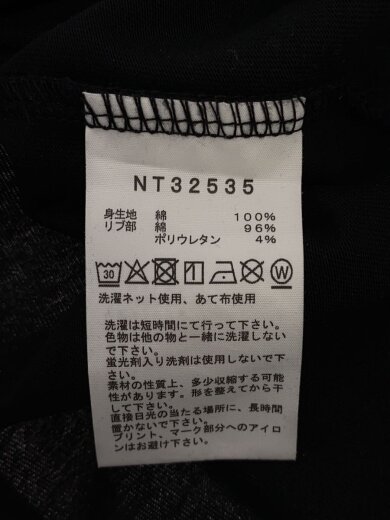 NT32535
身生地 綿 100%
リブ部 綿 96%
ポリウレタン 4%
30 W
洗濯ネット使用、あて布使用
洗濯は短時間にて行って下さい。
色物は他の物と一緒に洗濯しない
で下さい。
蛍光剤入り洗剤は使用しないで下
さい。
素材の性質上、多少収縮する可能
性があります。形を整えてから干
して下さい。
直接日光の当たる場所に、長時間
置かないで下さい。
プリント、マーク部分へのアイロ
ンはお避け下さい。